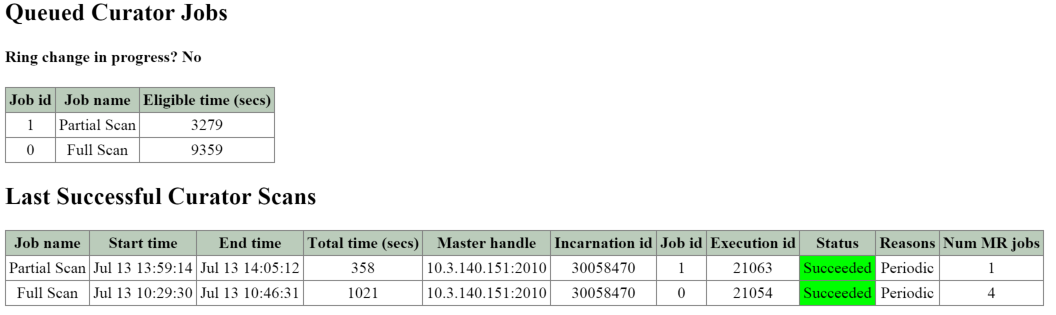 Queued Curator Jobs
Ring change in progress? No
Job id Job name Eligible time (secs)
1 Partial Scan 3279
0 Full Scan 9359
Last Successful Curator Scans
Job name Start time End time Total time (secs) Master handle Incarnation id Job id Execution id Status Reasons Num MR jobs
Partial Scan Jul 13 13:59:14 Jul 13 14:05:12 358 10.3.140.151:2010 30058470 1 21063 Succeeded Periodic 1
Full Scan Jul 13 10:29:30 Jul 13 10:46:31 1021 10.3.140.151:2010 30058470 0 21054 Succeeded Periodic 4